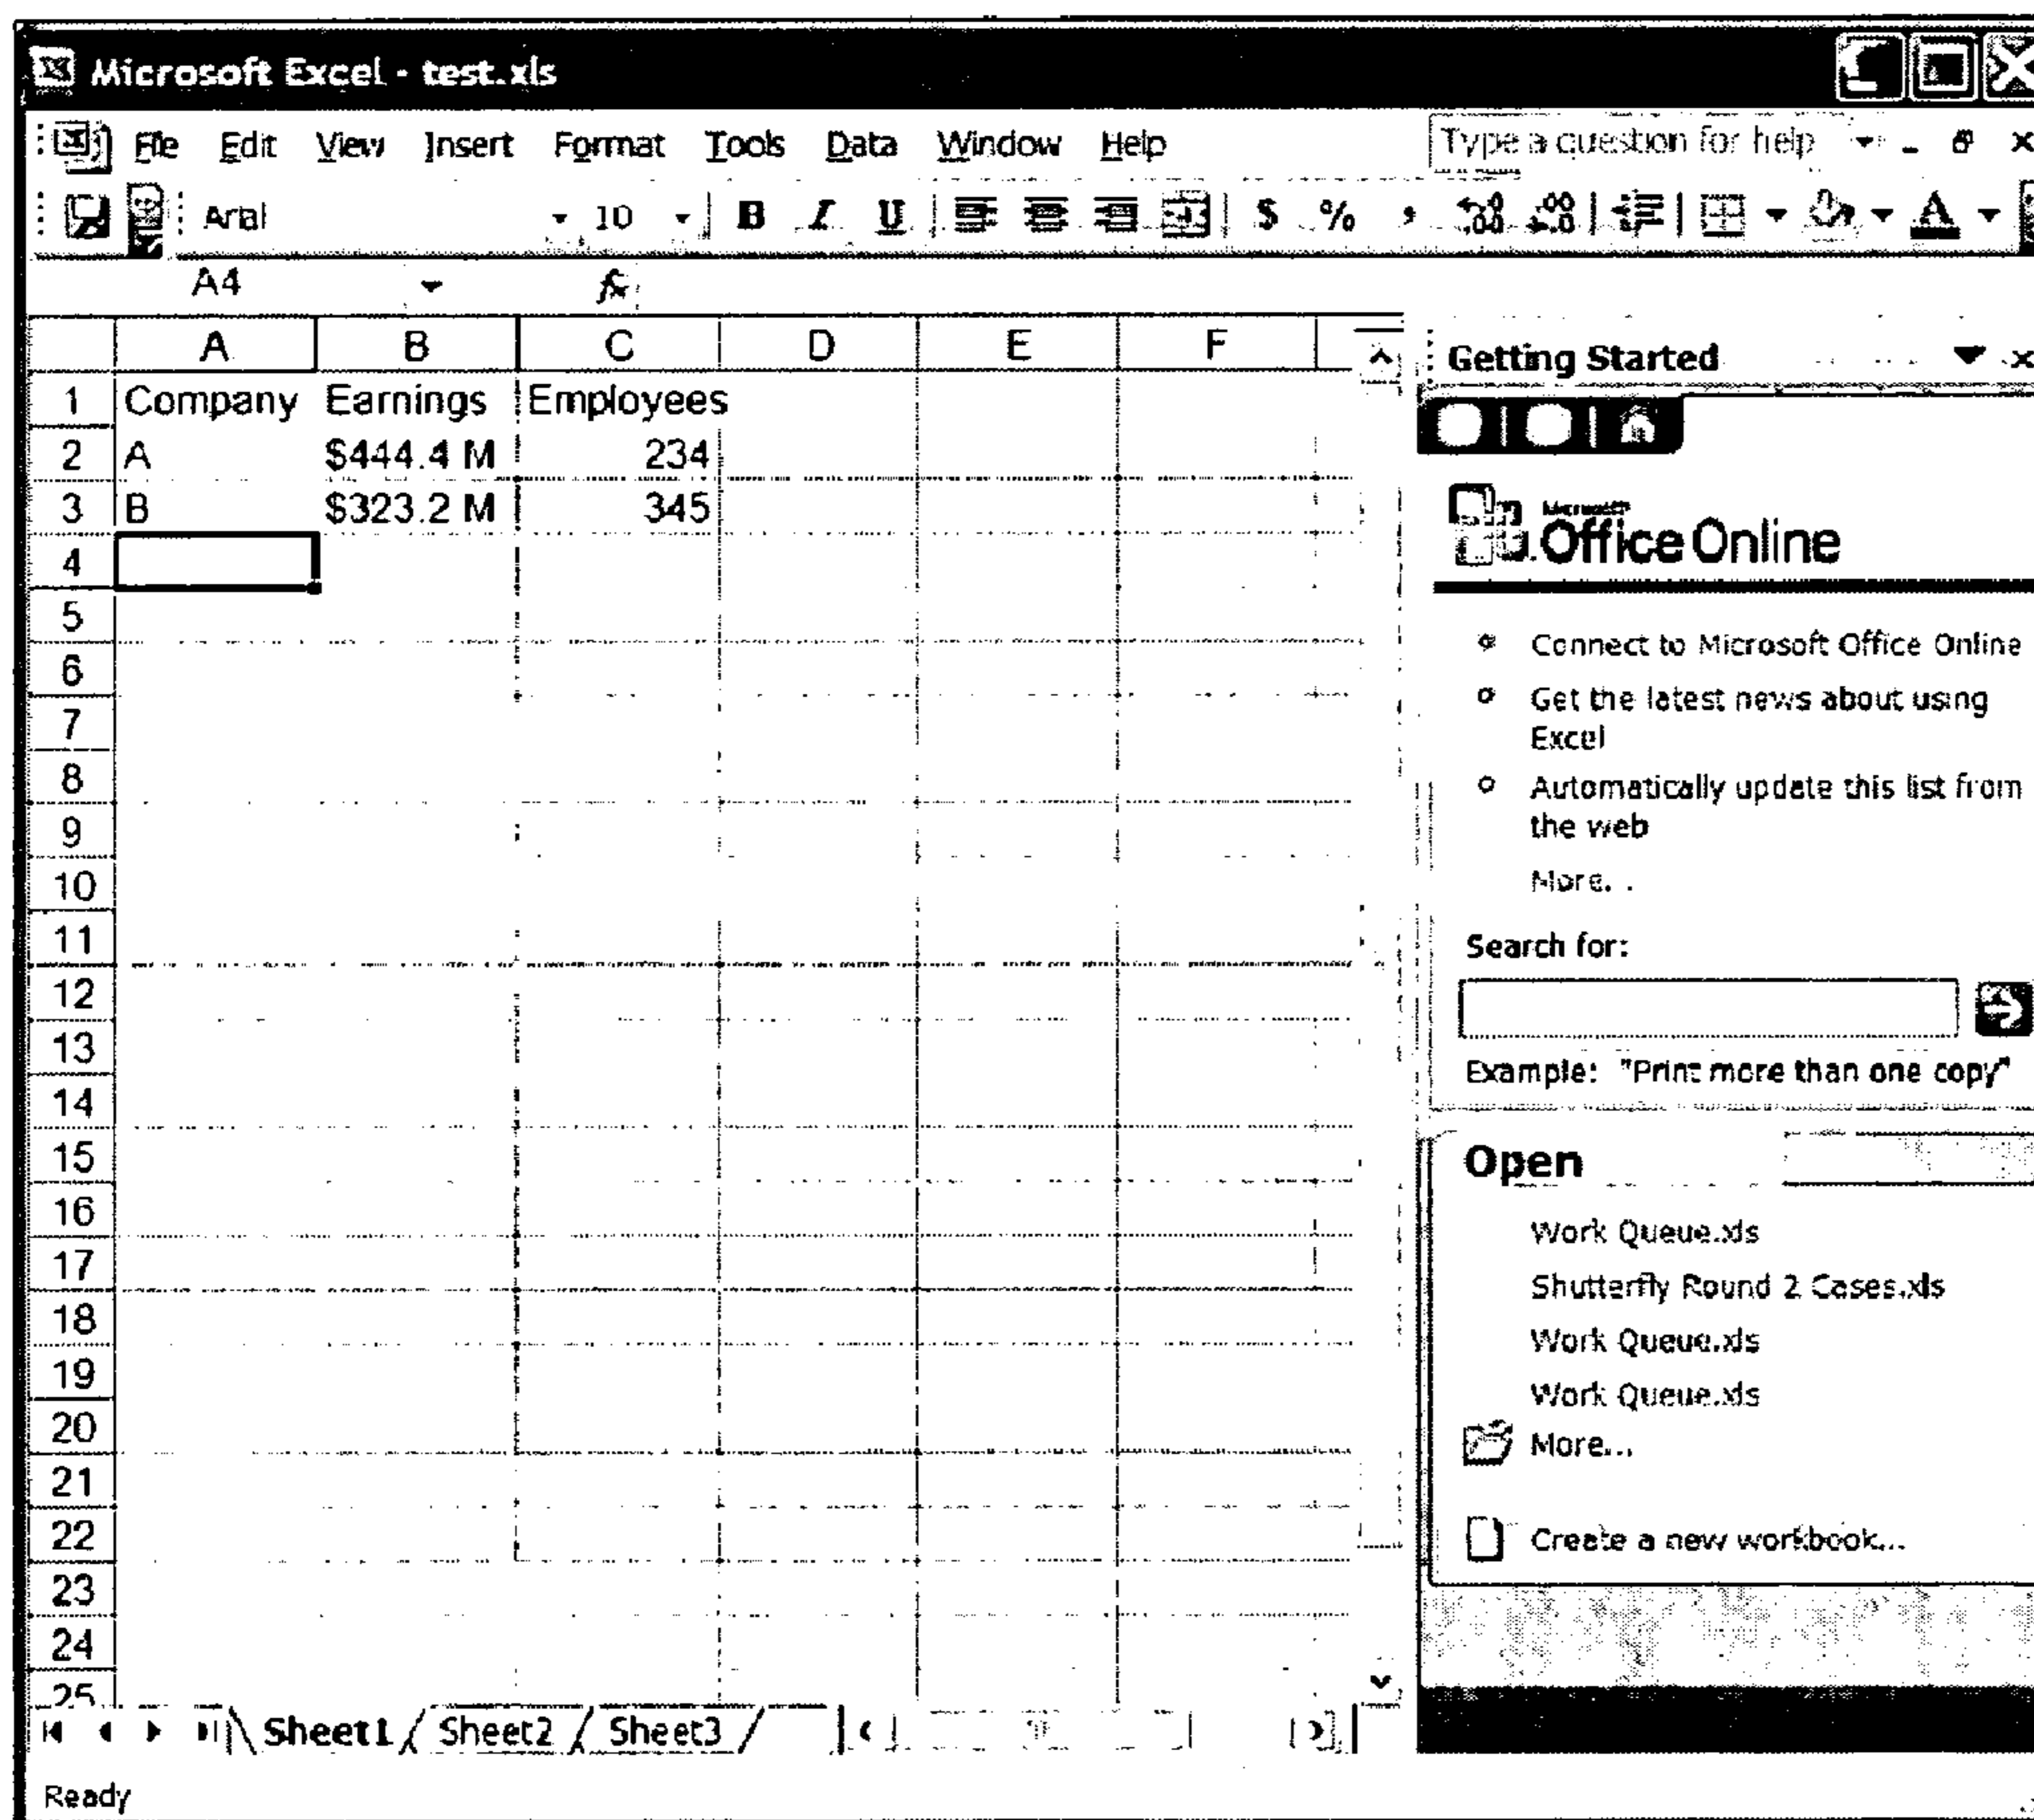 Microsoft Excel - test.xls
File Edit View Insert Format Tools Data Window Help Type a question for help
Arial 10 B I U $ % , .00 .00 A
A4 fx
A B C D E F
Getting Started
1 Company Earnings Employees
2 A $444.4 M 234
3 B $323.2 M 345
4
5
6
7
8
9
10
11
12
13
14
15
16
17
18
19
20
21
22
23
24
25
Microsoft
Office Online
Connect to Microsoft Office Online
Get the latest news about using
Excel
Automatically update this list from
the web
More...
Search for:
Example: "Print more than one copy"
Open
Work Queue.xls
Shutterfly Round 2 Cases.xls
Work Queue.xls
Work Queue.xls
More...
Create a new workbook...
Sheet1 Sheet2 Sheet3
Ready